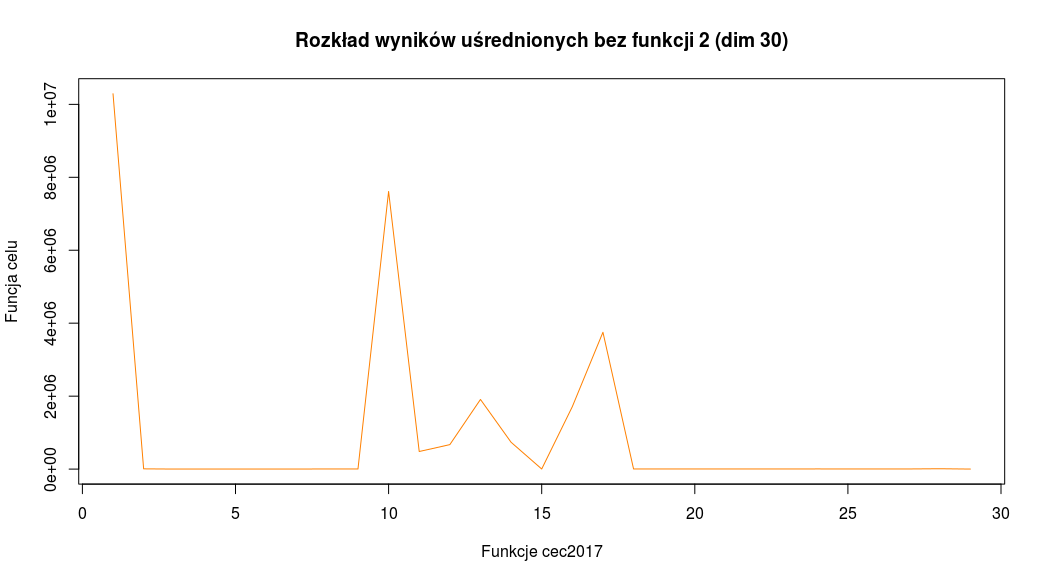 Rozkład wyników uśrednionych bez funkcji 2 (dim 30)
Funcja celu
1e+07
8e+06
6e+06
4e+06
2e+06
0e+00
0 5 10 15 20 25 30
Funkcje cec2017